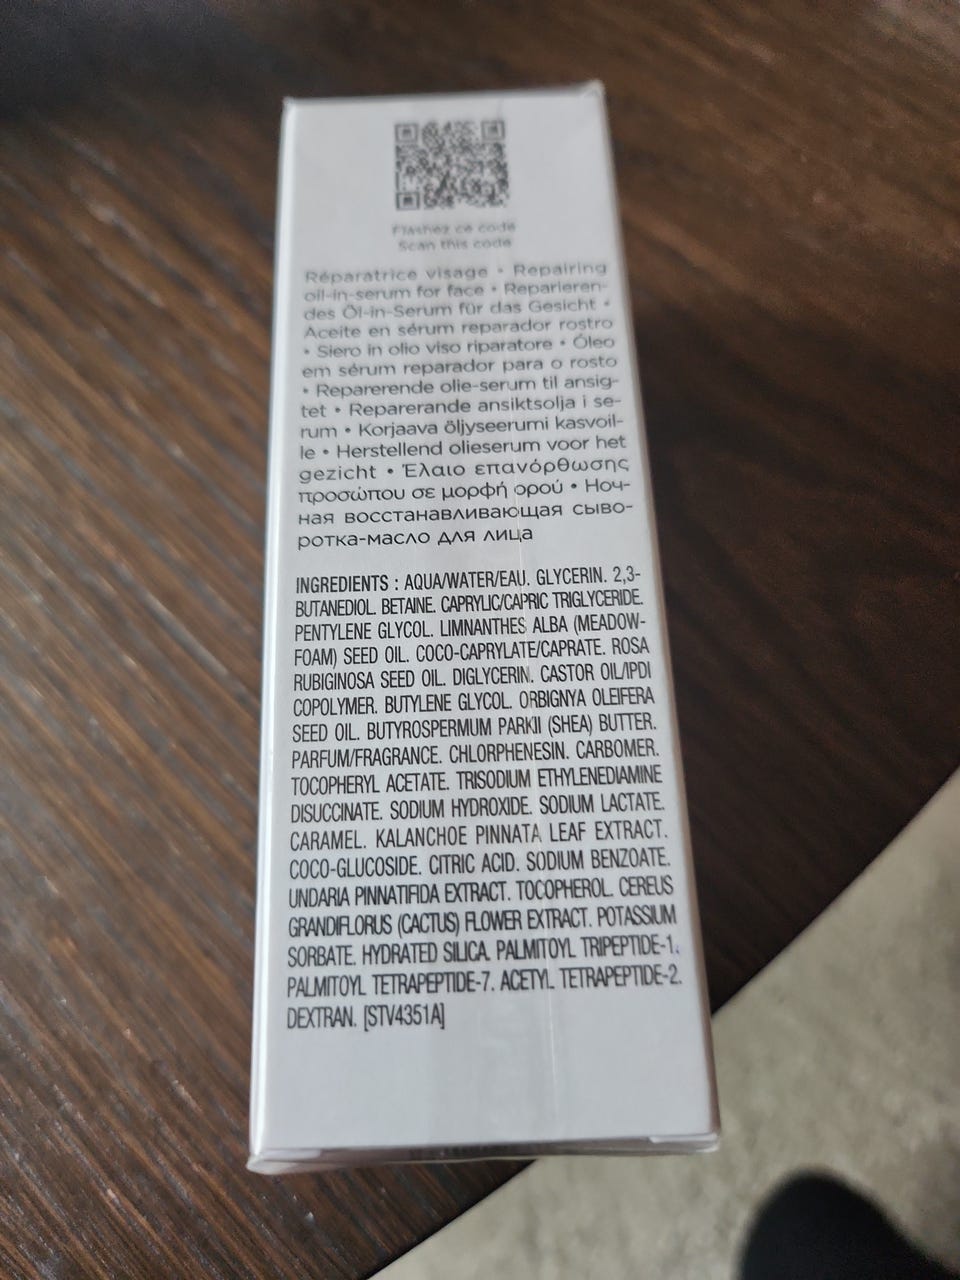 Flashez ce code
Scan this code
Réparatrice visage • Repairing
oil-in-serum for face • Reparieren-
des Öl-in-Serum für das Gesicht •
Aceite en sérum reparador rostro
• Siero in olio viso riparatore • Óleo
em sérum reparador para o rosto
• Reparerende olie-serum til ansig-
tet • Reparerande ansiktsolja i se-
rum • Korjaava öljyseerumi kasvoil-
le • Herstellend olieserum voor het
gezicht • Έλαιο επανόρθωσης
προσώπου σε μορφή ορού • Ноч-
ная восстанавливающая сыво-
ротка-масло для лица
INGREDIENTS : AQUA/WATER/EAU. GLYCERIN. 2,3-
BUTANEDIOL. BETAINE. CAPRYLIC/CAPRIC TRIGLYCERIDE.
PENTYLENE GLYCOL. LIMNANTHES ALBA (MEADOW-
FOAM) SEED OIL. COCO-CAPRYLATE/CAPRATE. ROSA
RUBIGINOSA SEED OIL. DIGLYCERIN. CASTOR OIL/IPDI
COPOLYMER. BUTYLENE GLYCOL. ORBIGNYA OLEIFERA
SEED OIL. BUTYROSPERMUM PARKII (SHEA) BUTTER.
PARFUM/FRAGRANCE. CHLORPHENESIN. CARBOMER.
TOCOPHERYL ACETATE. TRISODIUM ETHYLENEDIAMINE
DISUCCINATE. SODIUM HYDROXIDE. SODIUM LACTATE.
CARAMEL. KALANCHOE PINNATA LEAF EXTRACT.
COCO-GLUCOSIDE. CITRIC ACID. SODIUM BENZOATE.
UNDARIA PINNATIFIDA EXTRACT. TOCOPHEROL. CEREUS
GRANDIFLORUS (CACTUS) FLOWER EXTRACT. POTASSIUM
SORBATE. HYDRATED SILICA. PALMITOYL TRIPEPTIDE-1.
PALMITOYL TETRAPEPTIDE-7. ACETYL TETRAPEPTIDE-2.
DEXTRAN. [STV4351A]